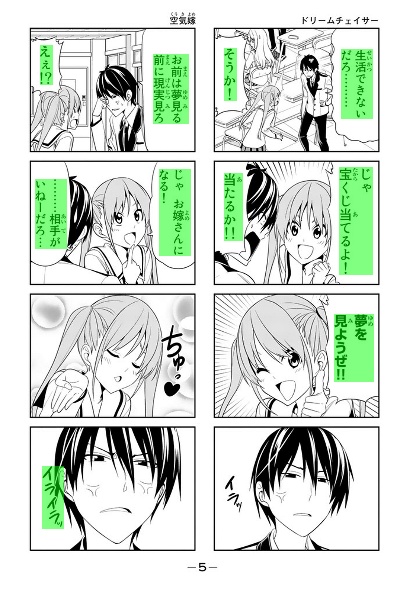 ドリームチェイサー
生活できない
だろ………
そうか！
じゃ
宝くじ当てるよ！
当たるか！！
夢を
見ようぜ!!
イラッ
空気嫁
お前は夢見る
前に現実見ろ
えぇ!?
じゃ お嫁さんに
なる！
………相手が
いねーだろ…
ちゅっ♥
イライラッ
－5－